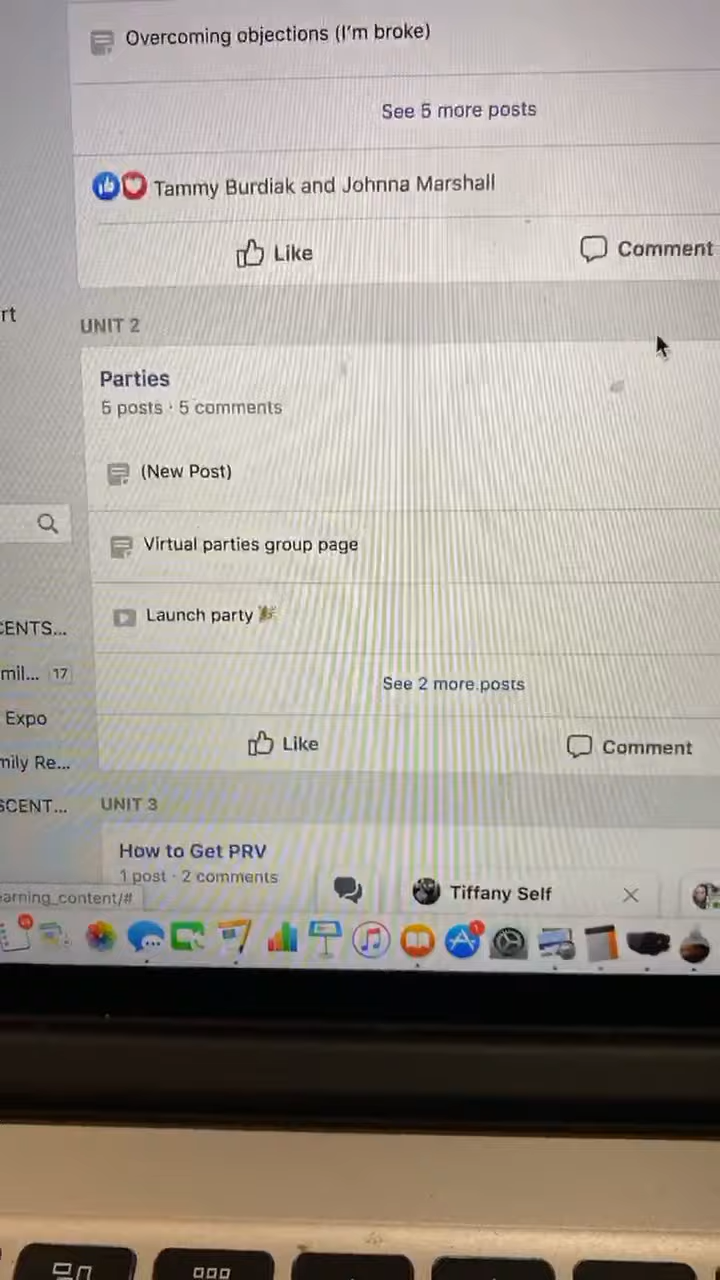 Overcoming objections (I'm broke)
See 5 more posts
Tammy Burdiak and Johnna Marshall
Like
Comment
rt
UNIT 2
Parties
5 posts · 5 comments
(New Post)
Virtual parties group page
Launch party 🎉
CENTS...
mil... 17
See 2 more posts
Expo
Like
Comment
mily Re...
SCENT...
UNIT 3
How to Get PRV
1 post · 2 comments
earning_content/#
Tiffany Self